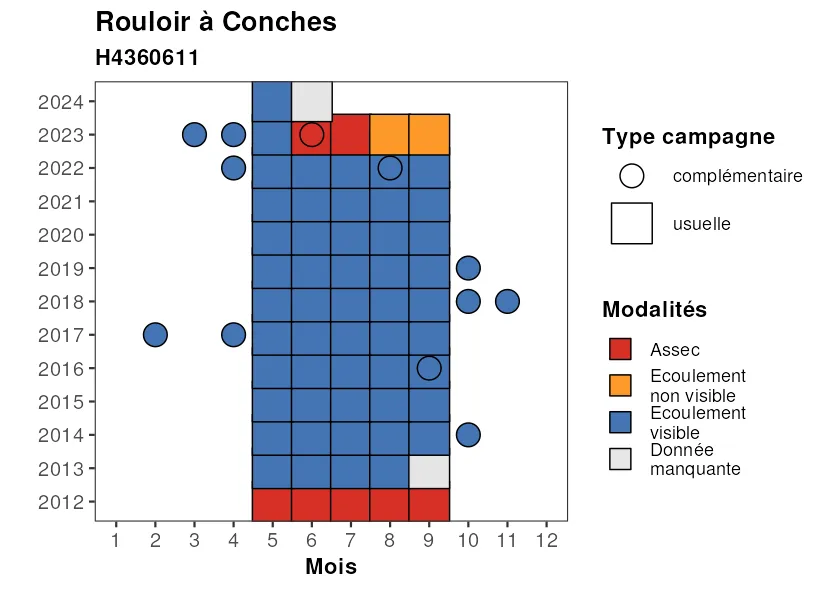 Rouloir à Conches
H4360611
2024
2023
2022
2021
2020
2019
2018
2017
2016
2015
2014
2013
2012
1 2 3 4 5 6 7 8 9 10 11 12
Mois
Type campagne
complémentaire
usuelle
Modalités
Assec
Ecoulement
non visible
Ecoulement
visible
Donnée
manquante